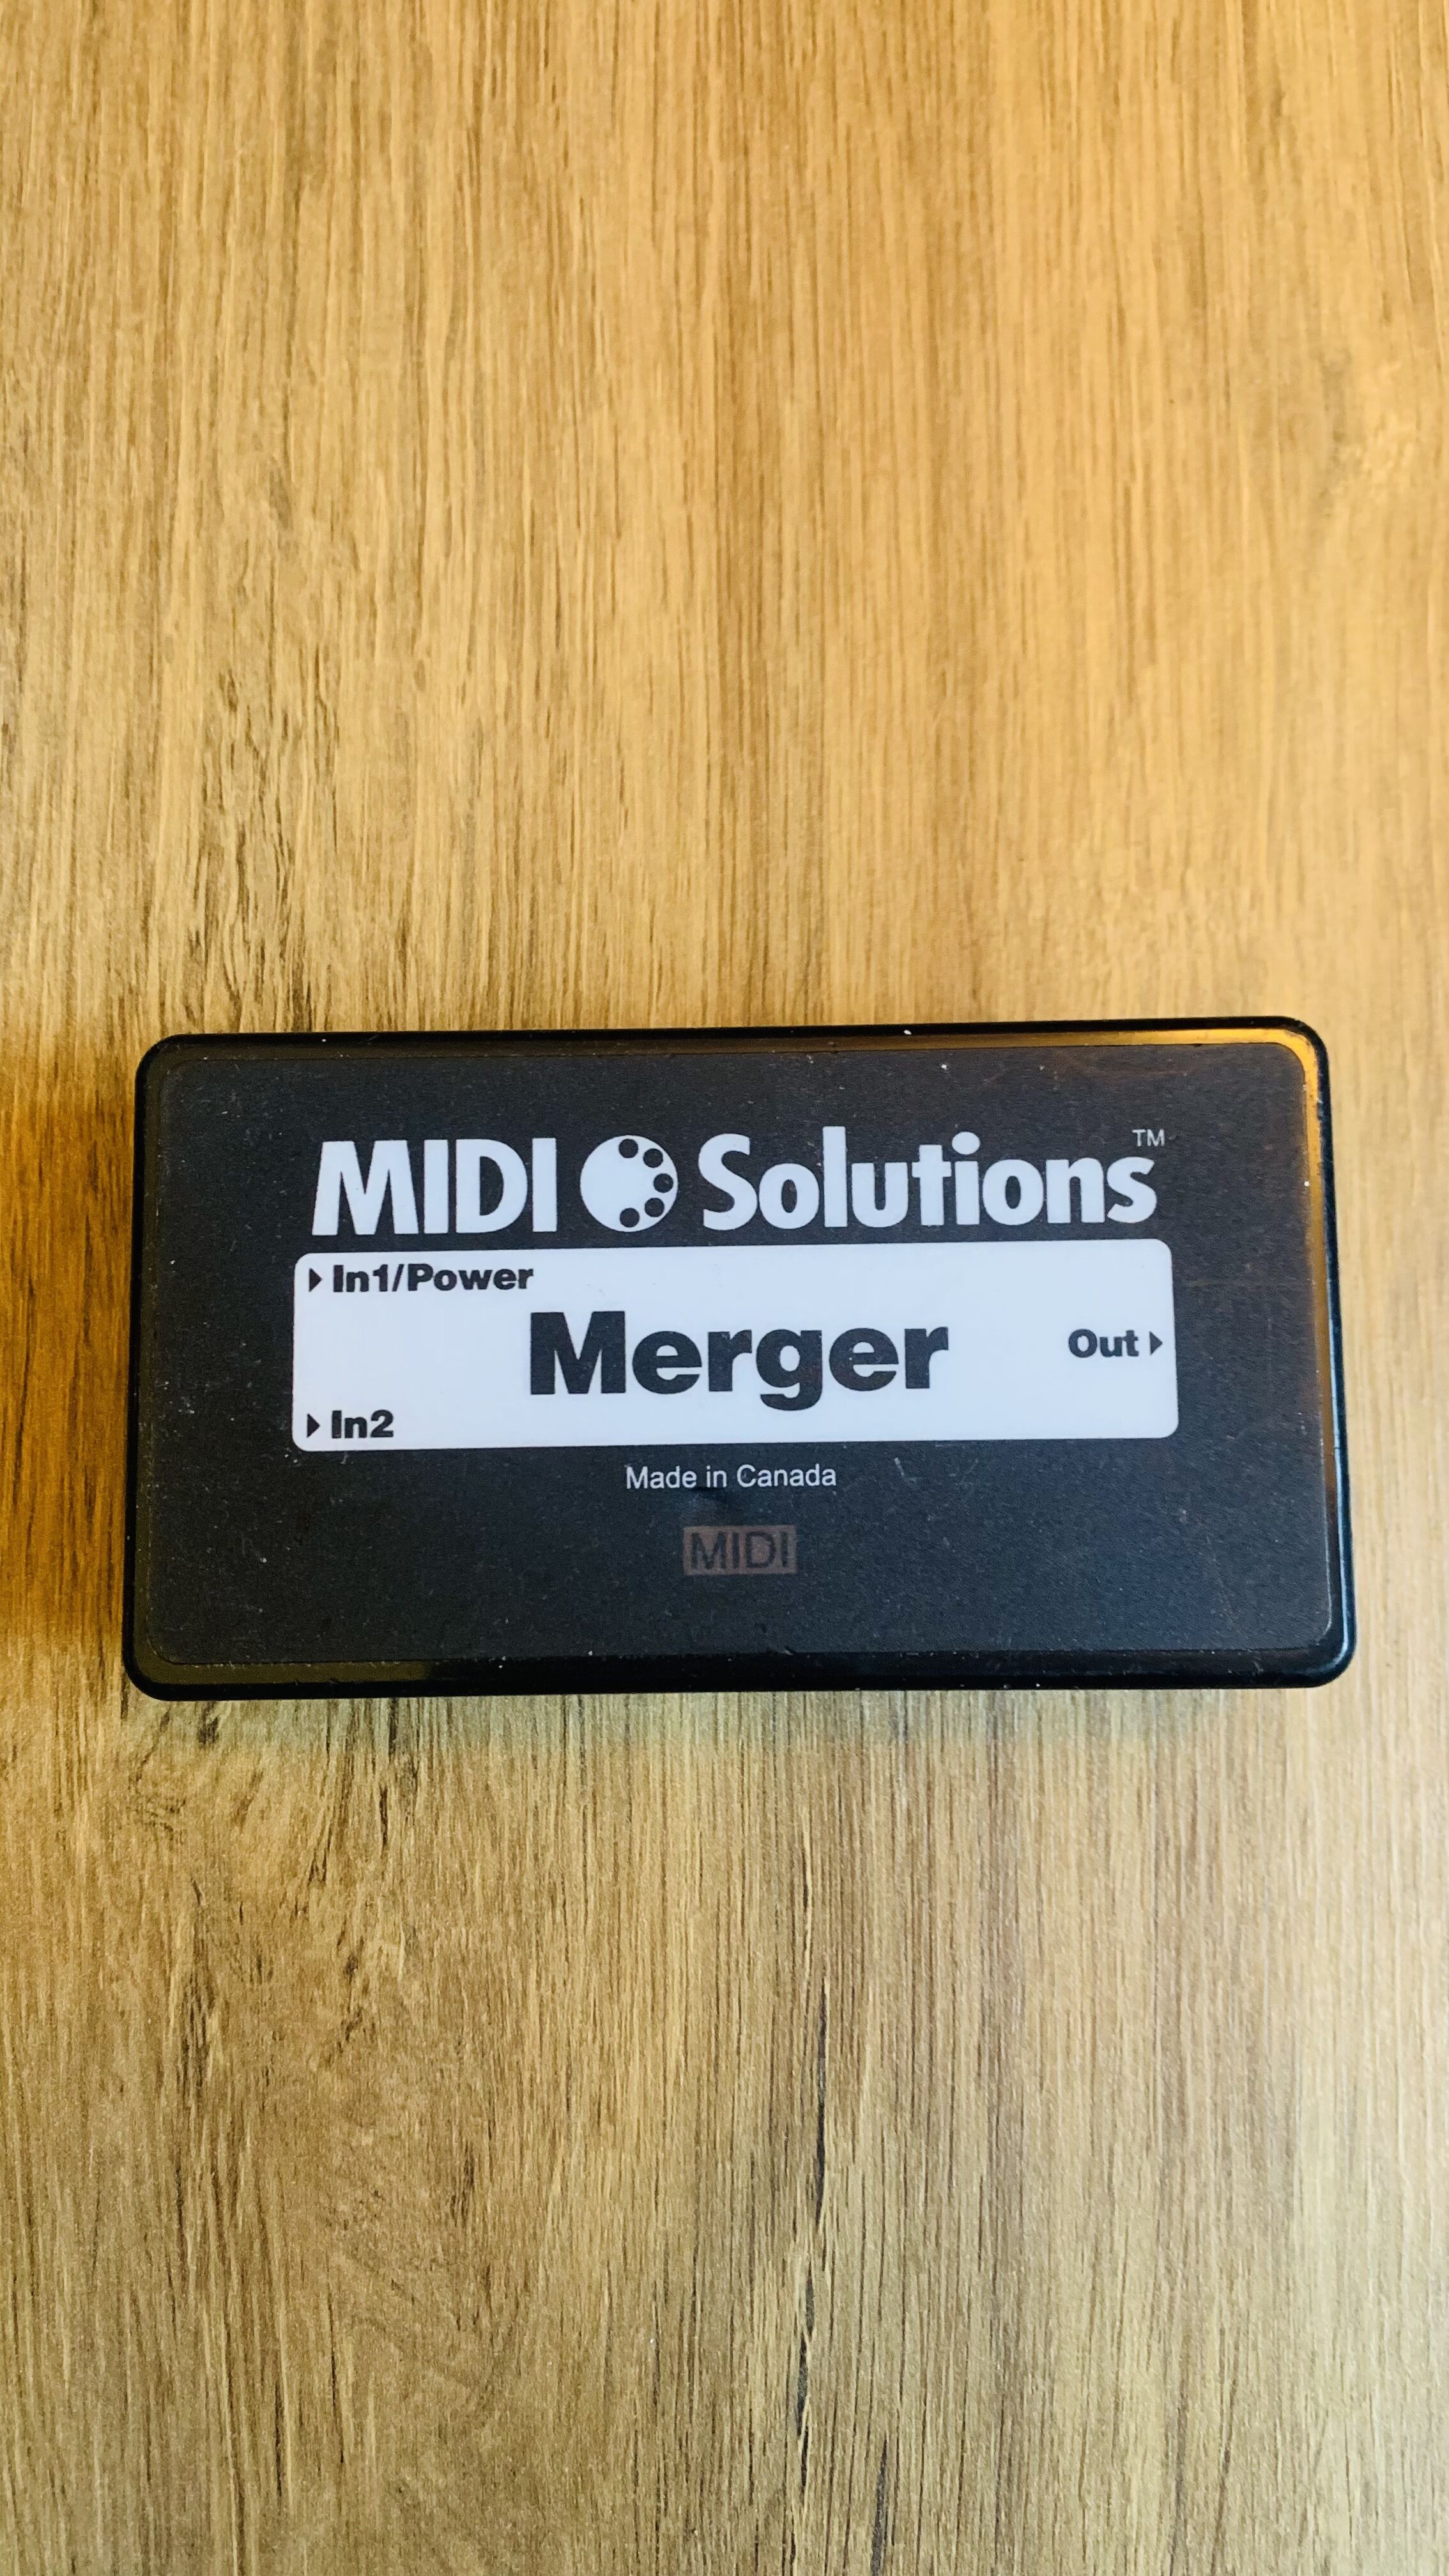 MIDI Solutions™
▶ In1/Power
Merger
Out ▶
▶ In2
Made in Canada
MIDI